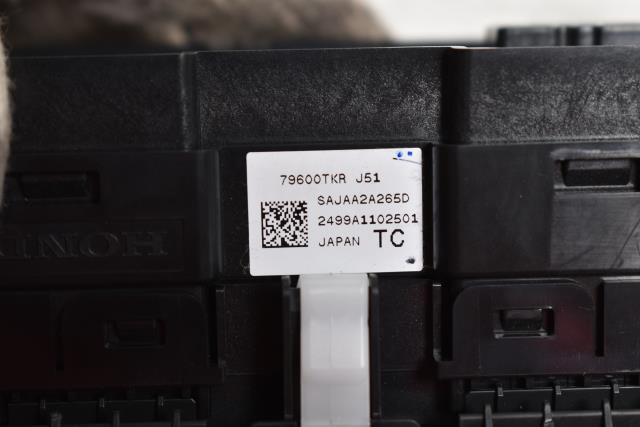 79600TKR J51
SAJAA2A265D
2499A1102501
JAPAN TC